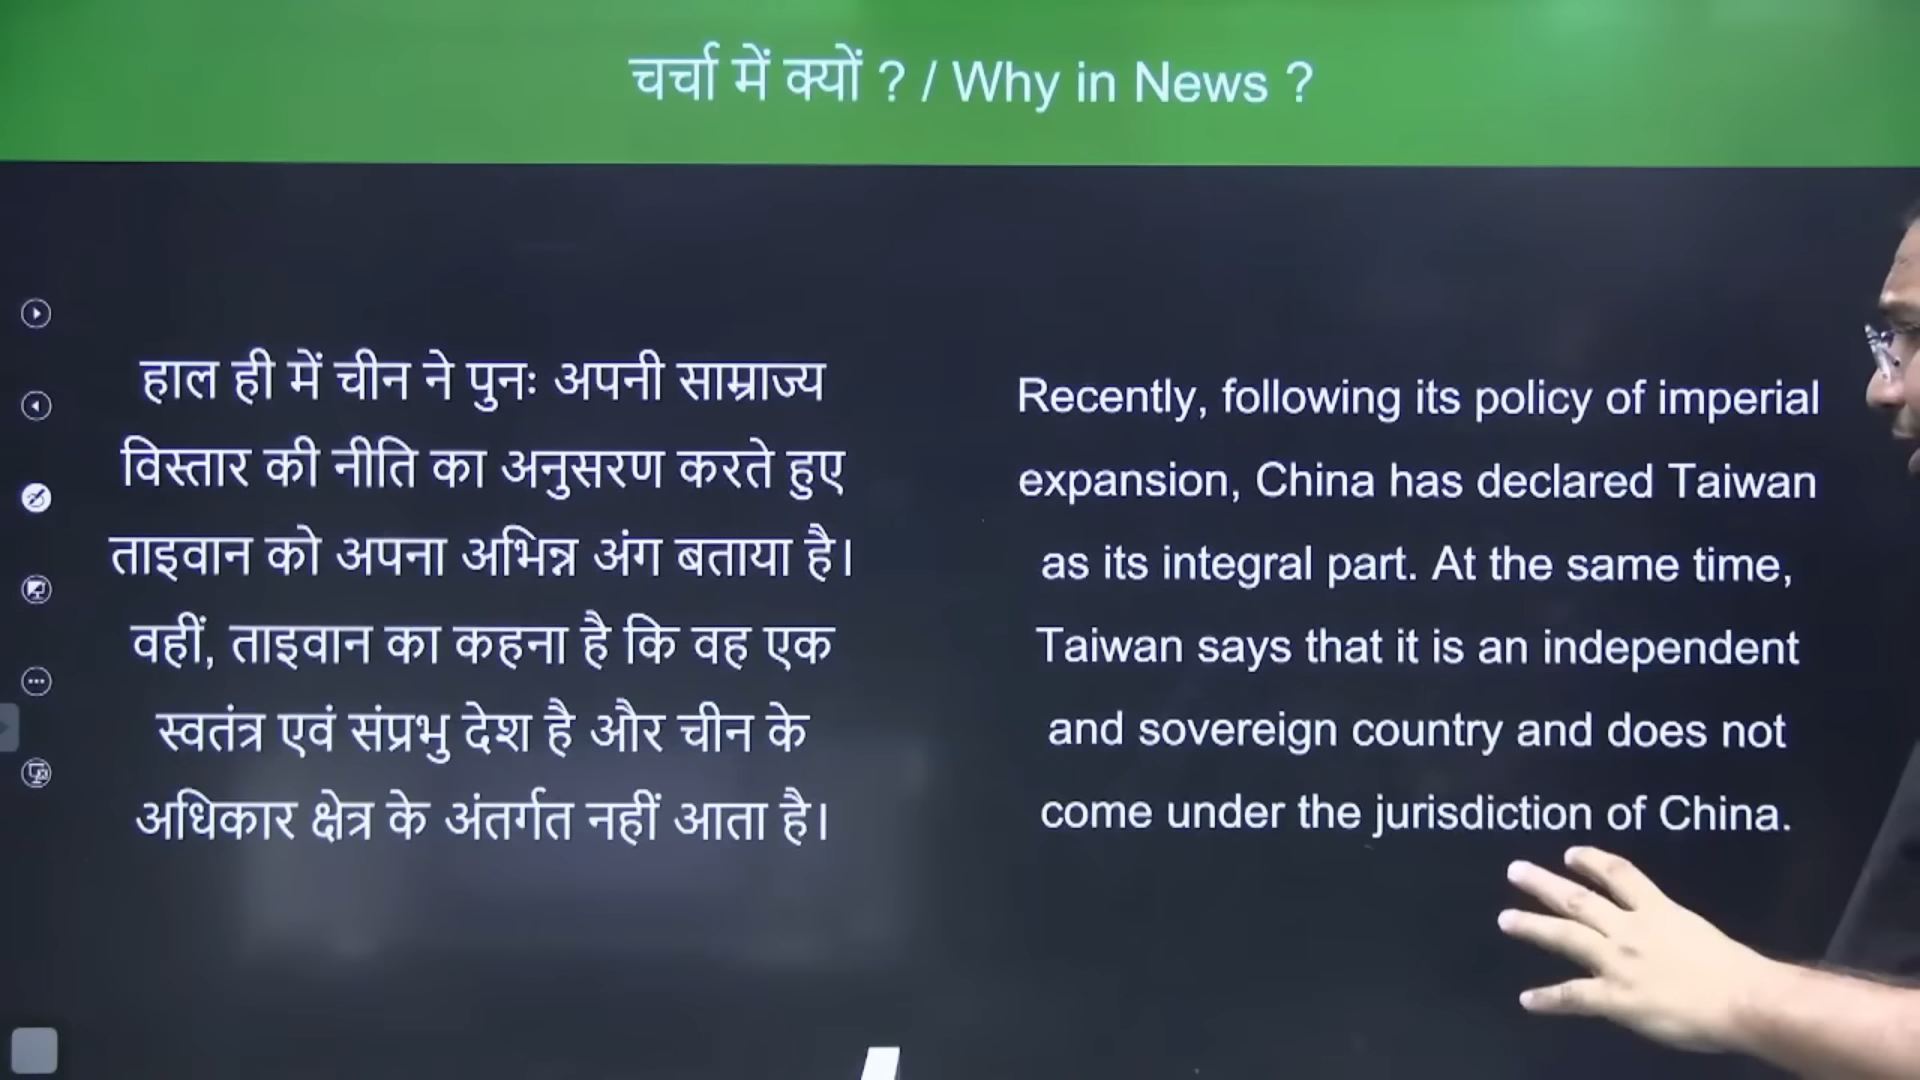 चर्चा में क्यों ? / Why in News ?
हाल ही में चीन ने पुनः अपनी साम्राज्य
विस्तार की नीति का अनुसरण करते हुए
ताइवान को अपना अभिन्न अंग बताया है।
वहीं, ताइवान का कहना है कि वह एक
स्वतंत्र एवं संप्रभु देश है और चीन के
अधिकार क्षेत्र के अंतर्गत नहीं आता है।
Recently, following its policy of imperial
expansion, China has declared Taiwan
as its integral part. At the same time,
Taiwan says that it is an independent
and sovereign country and does not
come under the jurisdiction of China.